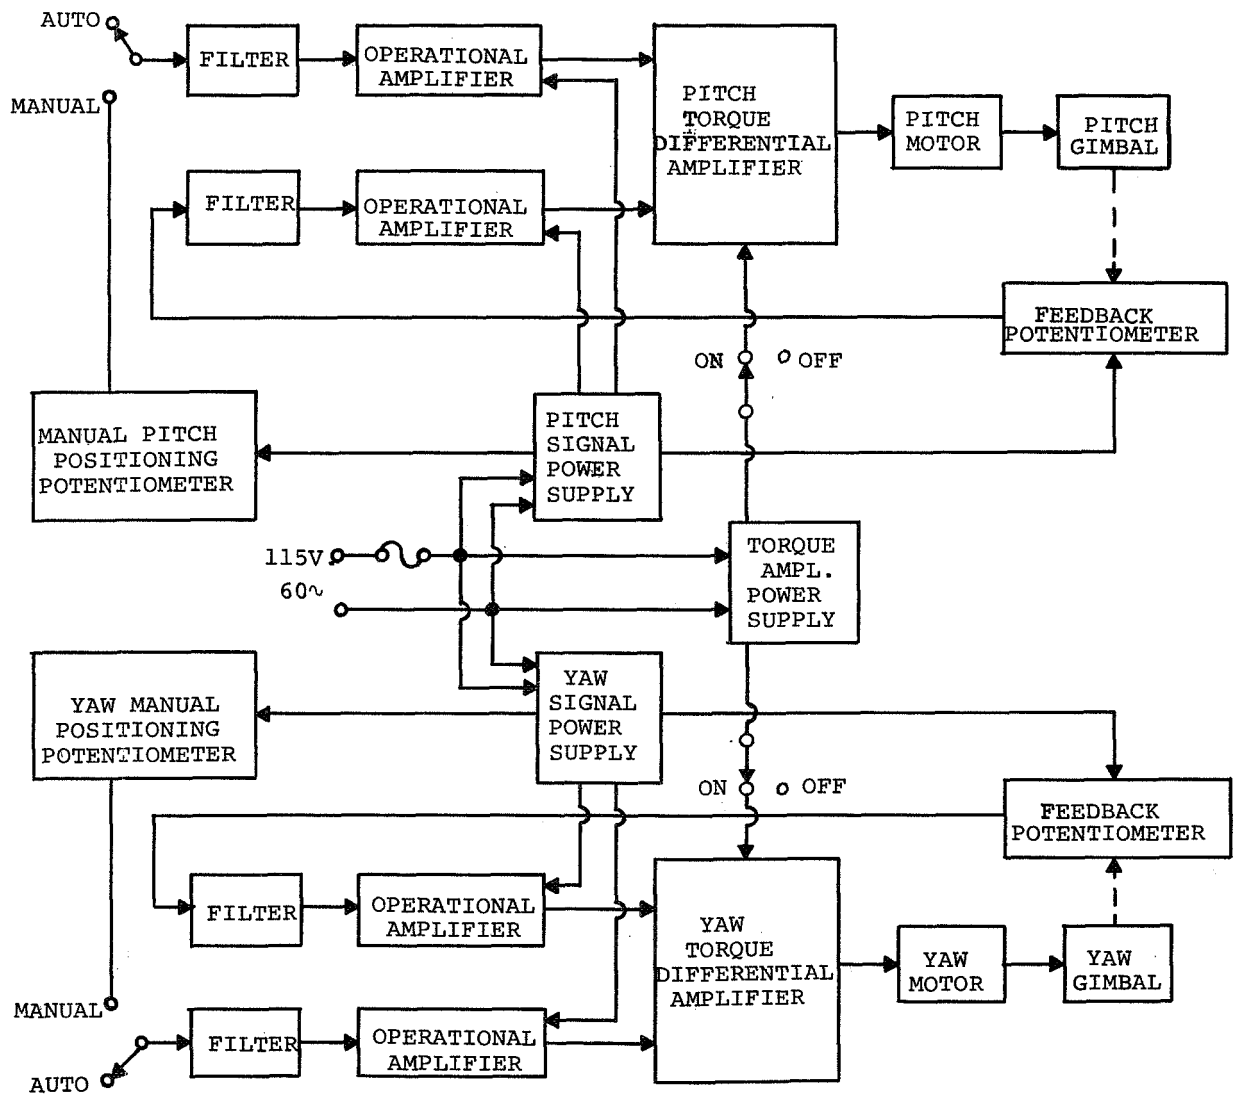 AUTO
MANUAL
FILTER
OPERATIONAL
AMPLIFIER
PITCH
TORQUE
DIFFERENTIAL
AMPLIFIER
PITCH
MOTOR
PITCH
GIMBAL
FILTER
OPERATIONAL
AMPLIFIER
FEEDBACK
POTENTIOMETER
ON
OFF
MANUAL PITCH
POSITIONING
POTENTIOMETER
PITCH
SIGNAL
POWER
SUPPLY
115V.
60~
TORQUE
AMPL.
POWER
SUPPLY
YAW MANUAL
POSITIONING
POTENTIOMETER
YAW
SIGNAL
POWER
SUPPLY
ON
OFF
FEEDBACK
POTENTIOMETER
FILTER
OPERATIONAL
AMPLIFIER
YAW
TORQUE
DIFFERENTIAL
AMPLIFIER
YAW
MOTOR
YAW
GIMBAL
MANUAL
AUTO
FILTER
OPERATIONAL
AMPLIFIER